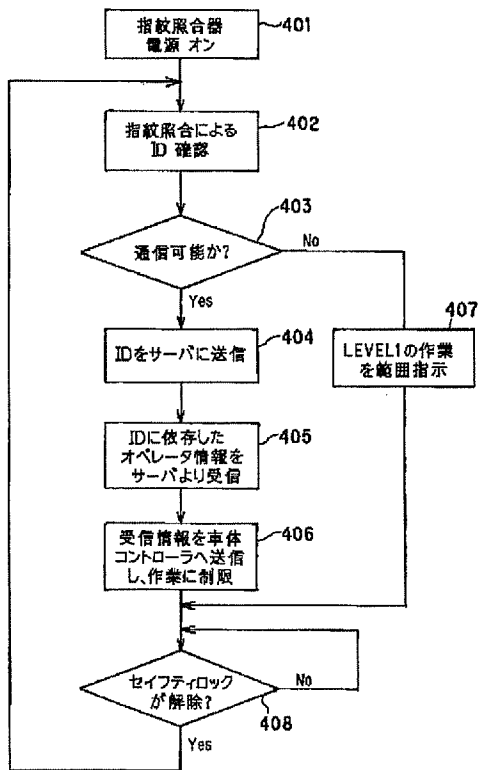 指紋照合器
電源 オン
401
指紋照合による
ID 確認
402
403
通信可能か?
No
Yes
IDをサーバに送信
404
407
LEVEL1の作業
を範囲指示
IDに依存した
オペレータ情報を
サーバより受信
405
受信情報を車体
コントローラへ送信
し、作業に制限
406
セイフティロック
が解除?
No
408
Yes